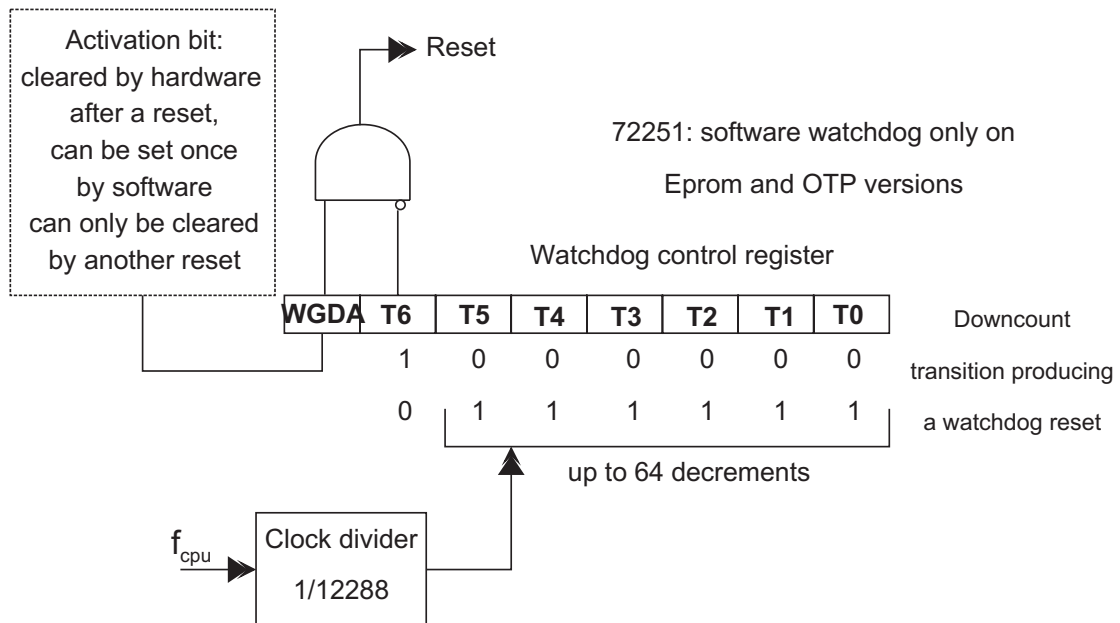 Activation bit:
cleared by hardware
after a reset,
can be set once
by software
can only be cleared
by another reset
Reset
72251: software watchdog only on
Eprom and OTP versions
Watchdog control register
WGDA T6 T5 T4 T3 T2 T1 T0
1 0 0 0 0 0 0
0 1 1 1 1 1 1
Downcount
transition producing
a watchdog reset
up to 64 decrements
fcpu
Clock divider
1/12288